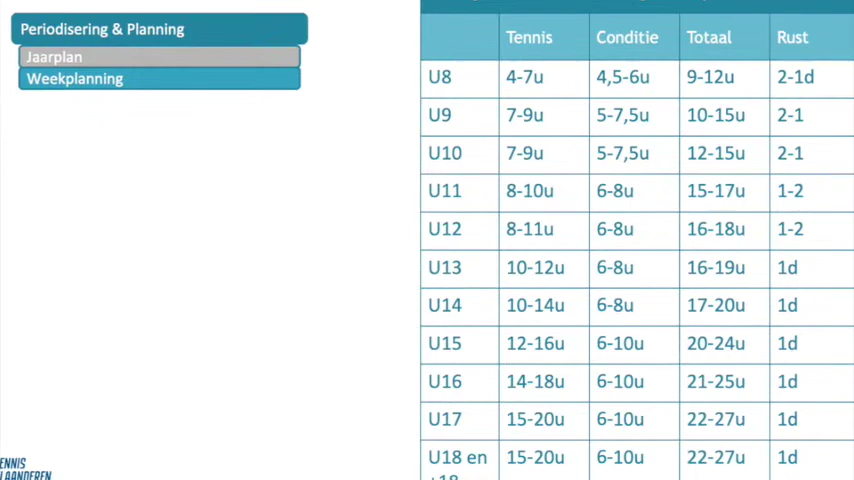 Periodisering & Planning
Jaarplan
Weekplanning
Tennis Conditie Totaal Rust
U8 4-7u 4,5-6u 9-12u 2-1d
U9 7-9u 5-7,5u 10-15u 2-1
U10 7-9u 5-7,5u 12-15u 2-1
U11 8-10u 6-8u 15-17u 1-2
U12 8-11u 6-8u 16-18u 1-2
U13 10-12u 6-8u 16-19u 1d
U14 10-14u 6-8u 17-20u 1d
U15 12-16u 6-10u 20-24u 1d
U16 14-18u 6-10u 21-25u 1d
U17 15-20u 6-10u 22-27u 1d
U18 en 15-20u 6-10u 22-27u 1d
+18
ENNIS
LAANDEREN